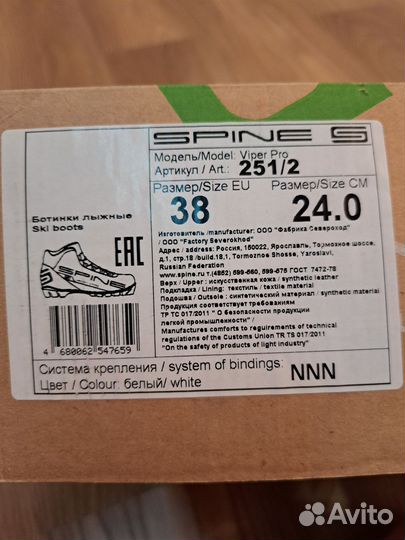 SPINE S
Модель/Model: Viper Pro
Артикул / Art.: 251/2
Размер/Size EU
Размер/Size CM
38
24.0
Ботинки лыжные
Ski boots
EAC
SPINE
4 680062 547659
Изготовитель /manufacturer: ООО "Фабрика Североход"
/ ООО "Factory Severokhod"
Адрес / address: Россия, 150022, Ярославль, Тормозное шоссе,
д.1, стр.18 /build.18,1, Tormoznoe Shosse, Yaroslavl,
Russian Federation
www.spine.ru т.(4852) 699-660, 699-675 ГОСТ 7472-78
Верх / Upper : искусственная кожа / synthetic leather
Подкладка / Lining : текстиль / textile material
Подошва / Outsole : синтетический материал / synthetic material
Продукция соответствует требованиям
ТР ТС 017/2011 " О безопасности продукции
легкой промышленности" /
Manufacturer comforts to requirements of technical
regulations of the Customs Union TR TS 017/2011
"On the safety of products of light industry"
Система крепления / system of bindings: NNN
Цвет / Colour: белый/ white
Avito